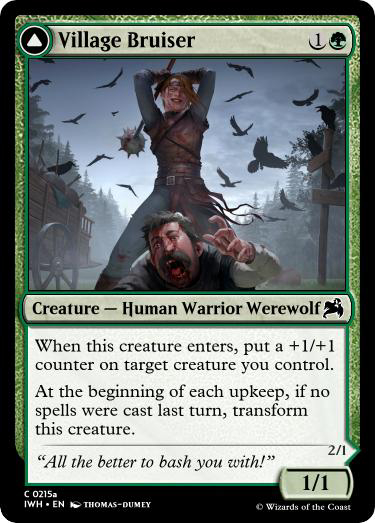 Village Bruiser 1
Creature — Human Warrior Werewolf
When this creature enters, put a +1/+1
counter on target creature you control.
At the beginning of each upkeep, if no
spells were cast last turn, transform
this creature.
2/1
“All the better to bash you with!”
1/1
C 0215a
IWH • EN THOMAS-DUMEY
© Wizards of the Coast